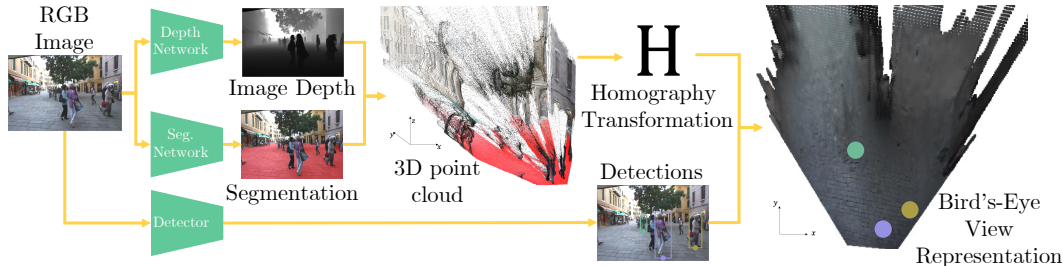 RGB
Image
Depth
Network
Image Depth
Seg.
Network
Segmentation
Detector
z
y
x
3D point
cloud
H
Homography
Transformation
Detections
y
x
Bird's-Eye
View
Representation